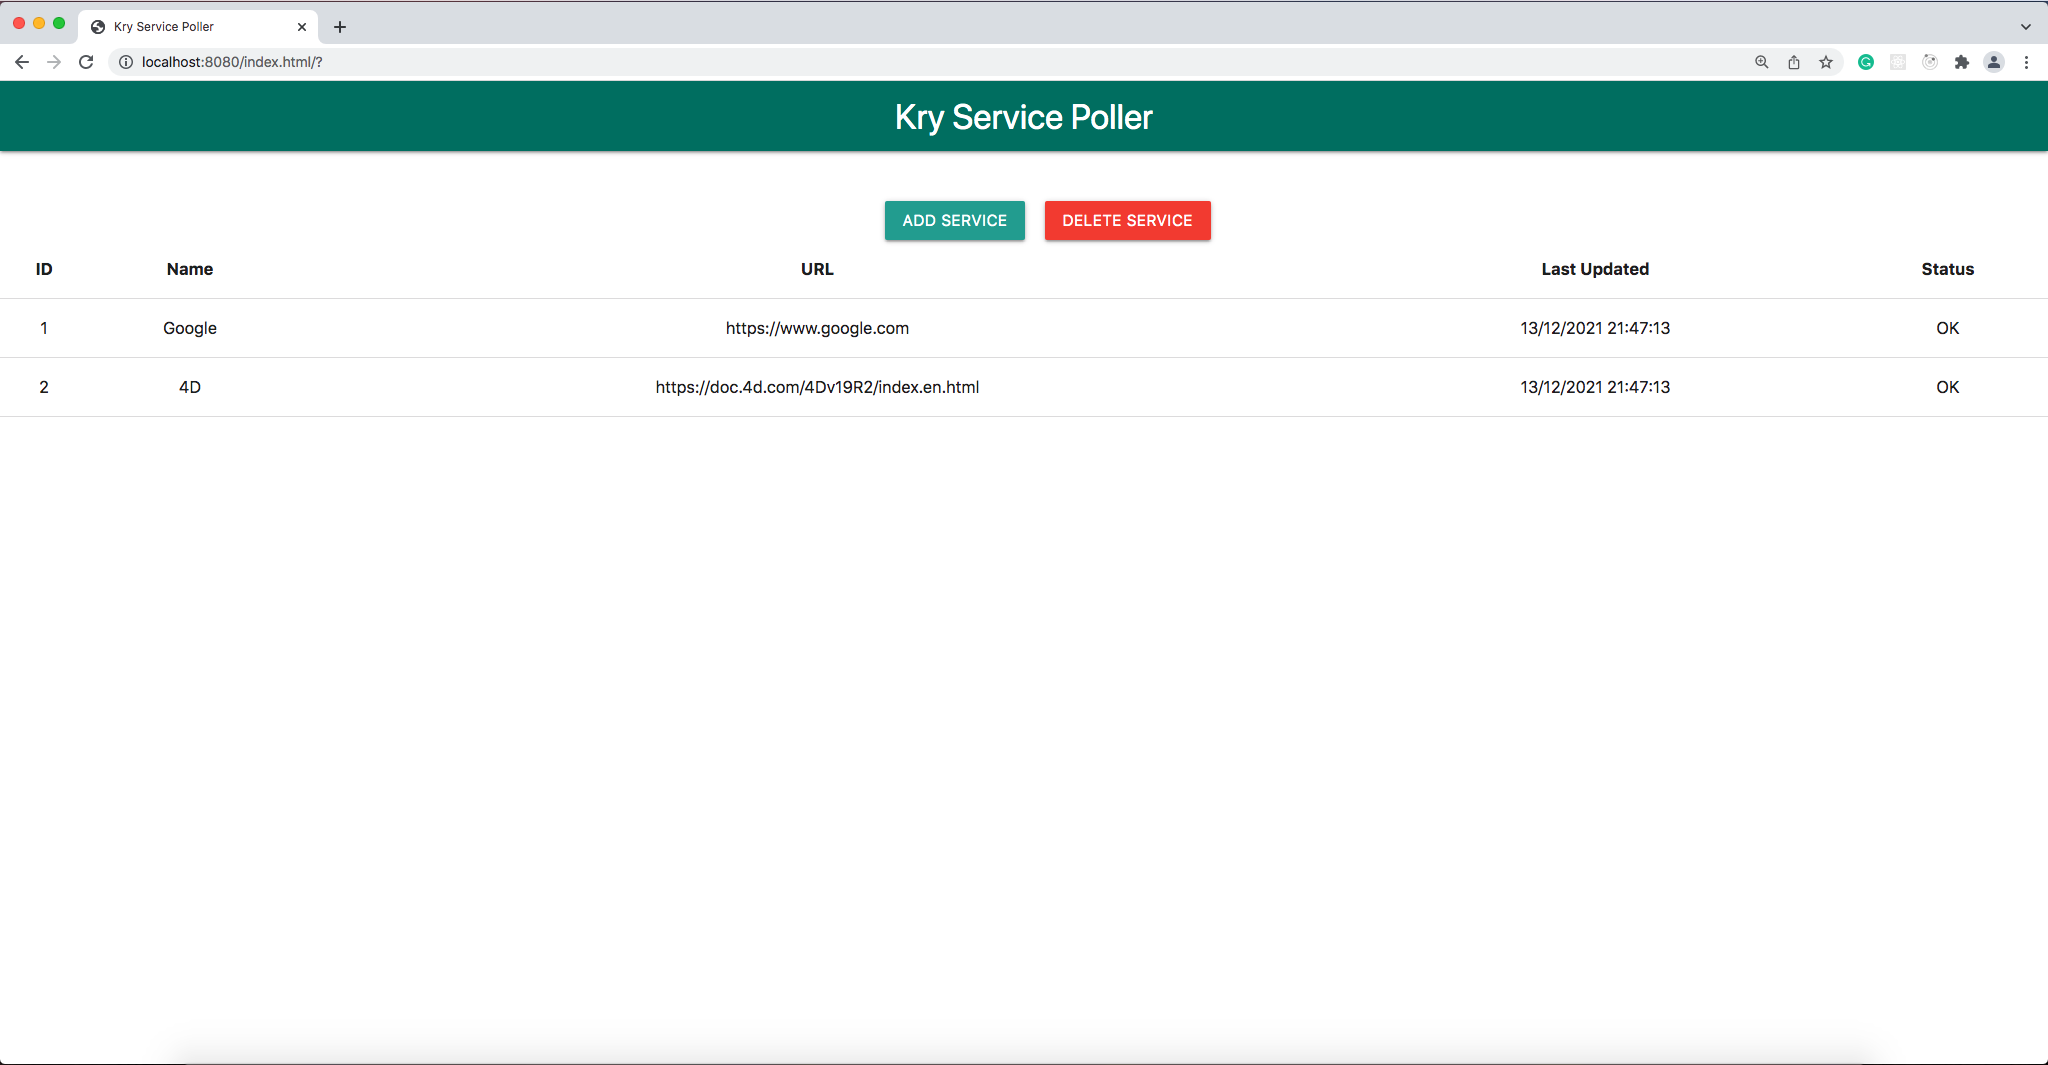 Kry Service Poller
localhost:8080/index.html/?
Kry Service Poller
ADD SERVICE DELETE SERVICE
ID Name URL Last Updated Status
1 Google https://www.google.com 13/12/2021 21:47:13 OK
2 4D https://doc.4d.com/4Dv19R2/index.en.html 13/12/2021 21:47:13 OK